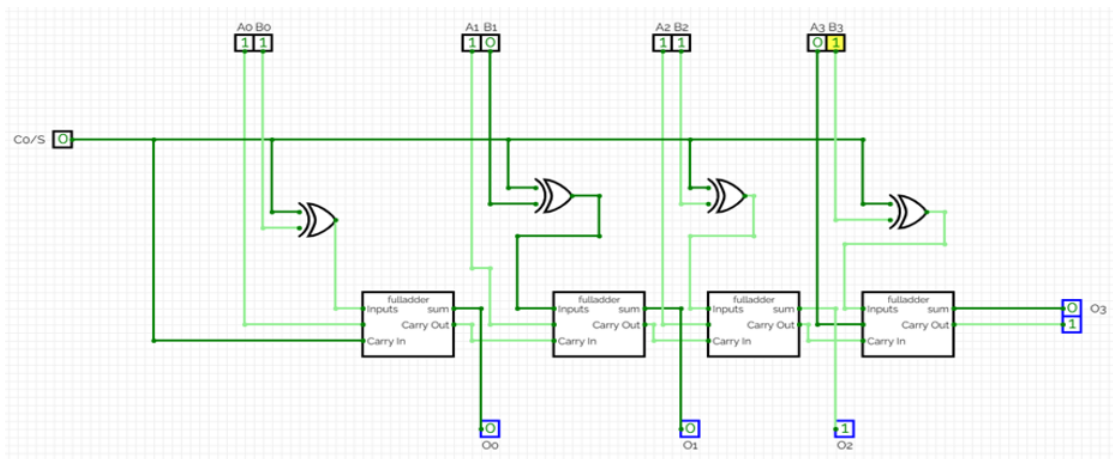 A0 B0 A1 B1 A2 B2 A3 B3
1 1 1 0 1 1 0 1
C0/S 0
fulladder fulladder fulladder fulladder
Inputs sum Inputs sum Inputs sum Inputs sum 0 O3
Carry Out Carry Out Carry Out Carry Out 1
Carry In Carry In Carry In Carry In
0 0 1
O0 O1 O2